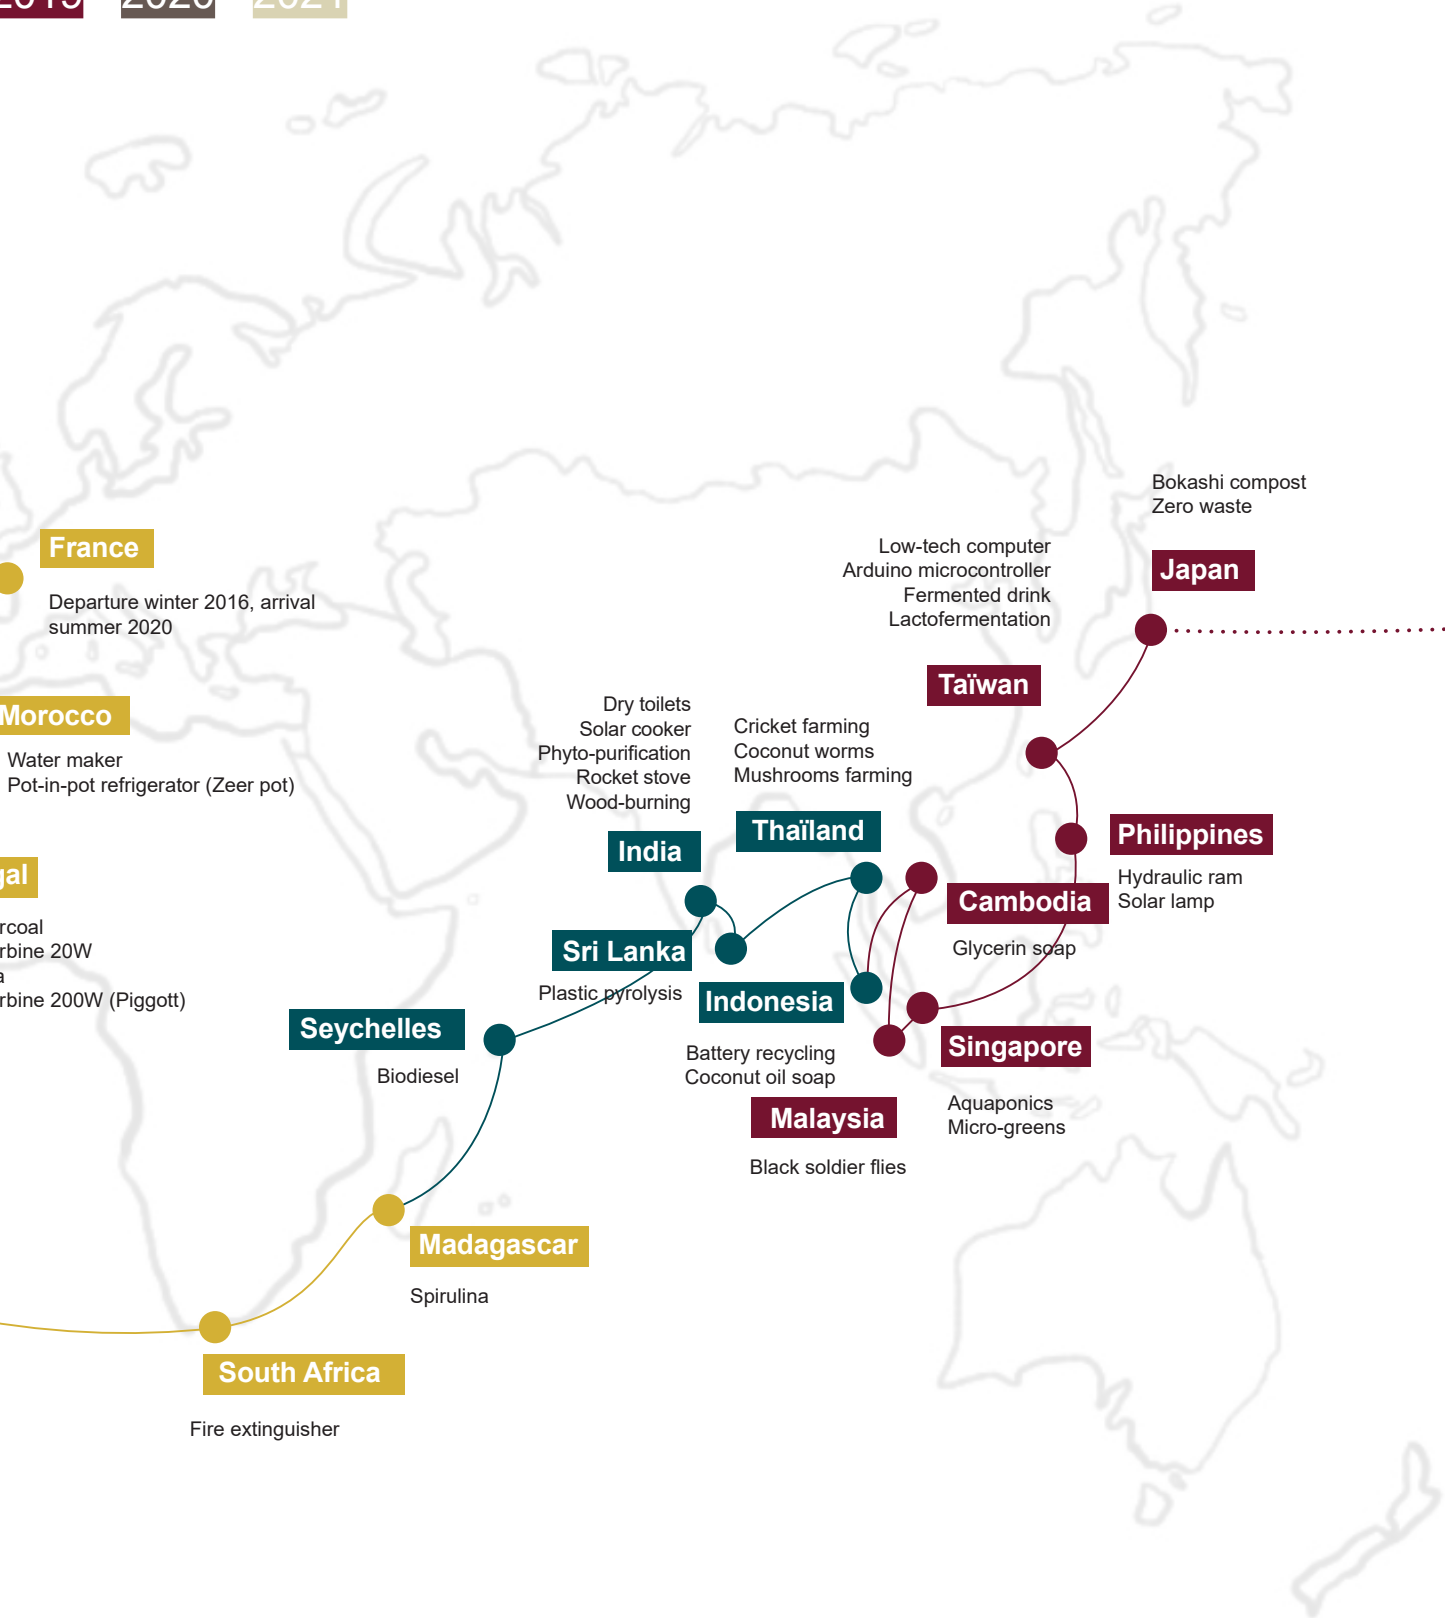 2019 2020 2021
Bokashi compost
Zero waste
Japan
France
Departure winter 2016, arrival
summer 2020
Low-tech computer
Arduino microcontroller
Fermented drink
Lactofermentation
Taïwan
Morocco
Water maker
Pot-in-pot refrigerator (Zeer pot)
Dry toilets
Solar cooker
Phyto-purification
Rocket stove
Wood-burning
India
Cricket farming
Coconut worms
Mushrooms farming
Thaïland
Philippines
Hydraulic ram
Solar lamp
gal
rcoal
rbine 20W
a
rbine 200W (Piggott)
Cambodia
Glycerin soap
Sri Lanka
Plastic pyrolysis
Indonesia
Battery recycling
Coconut oil soap
Seychelles
Biodiesel
Singapore
Aquaponics
Micro-greens
Malaysia
Black soldier flies
Madagascar
Spirulina
South Africa
Fire extinguisher